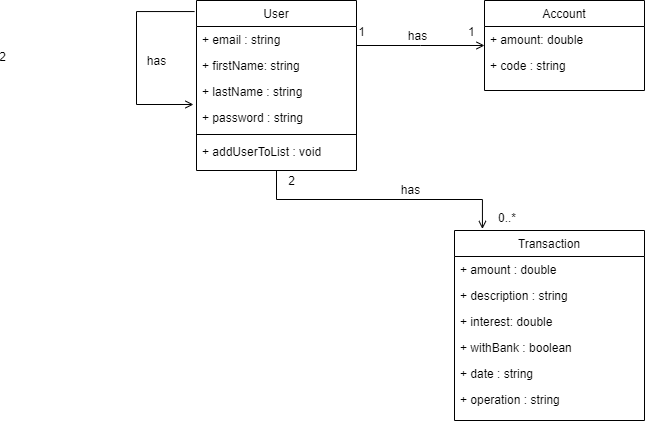 User
+ email : string
+ firstName: string
+ lastName : string
+ password : string
+ addUserToList : void
has
2
1
has
1
Account
+ amount: double
+ code : string
2
has
0..*
Transaction
+ amount : double
+ description : string
+ interest: double
+ withBank : boolean
+ date : string
+ operation : string